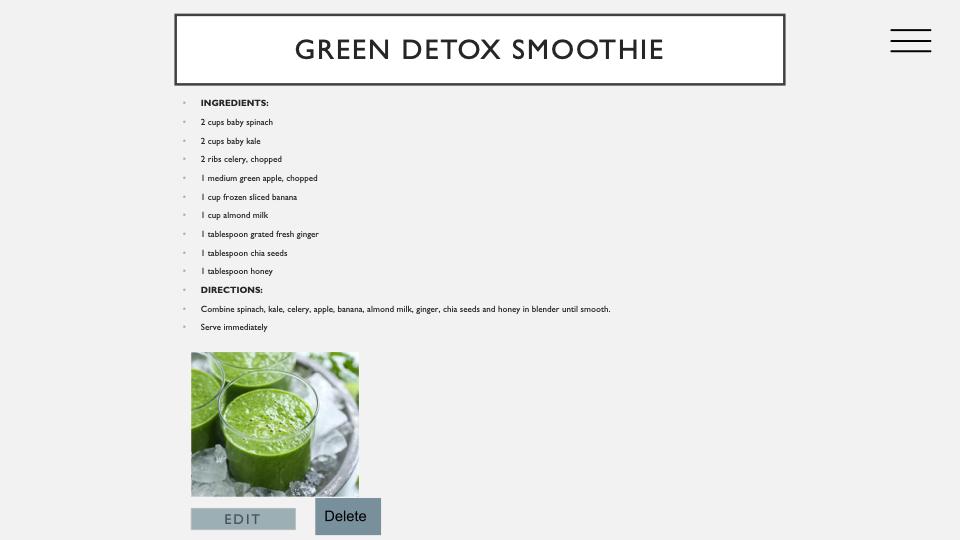 GREEN DETOX SMOOTHIE
• INGREDIENTS:
• 2 cups baby spinach
• 2 cups baby kale
• 2 ribs celery, chopped
• 1 medium green apple, chopped
• 1 cup frozen sliced banana
• 1 cup almond milk
• 1 tablespoon grated fresh ginger
• 1 tablespoon chia seeds
• 1 tablespoon honey
• DIRECTIONS:
• Combine spinach, kale, celery, apple, banana, almond milk, ginger, chia seeds and honey in blender until smooth.
• Serve immediately
EDIT
Delete